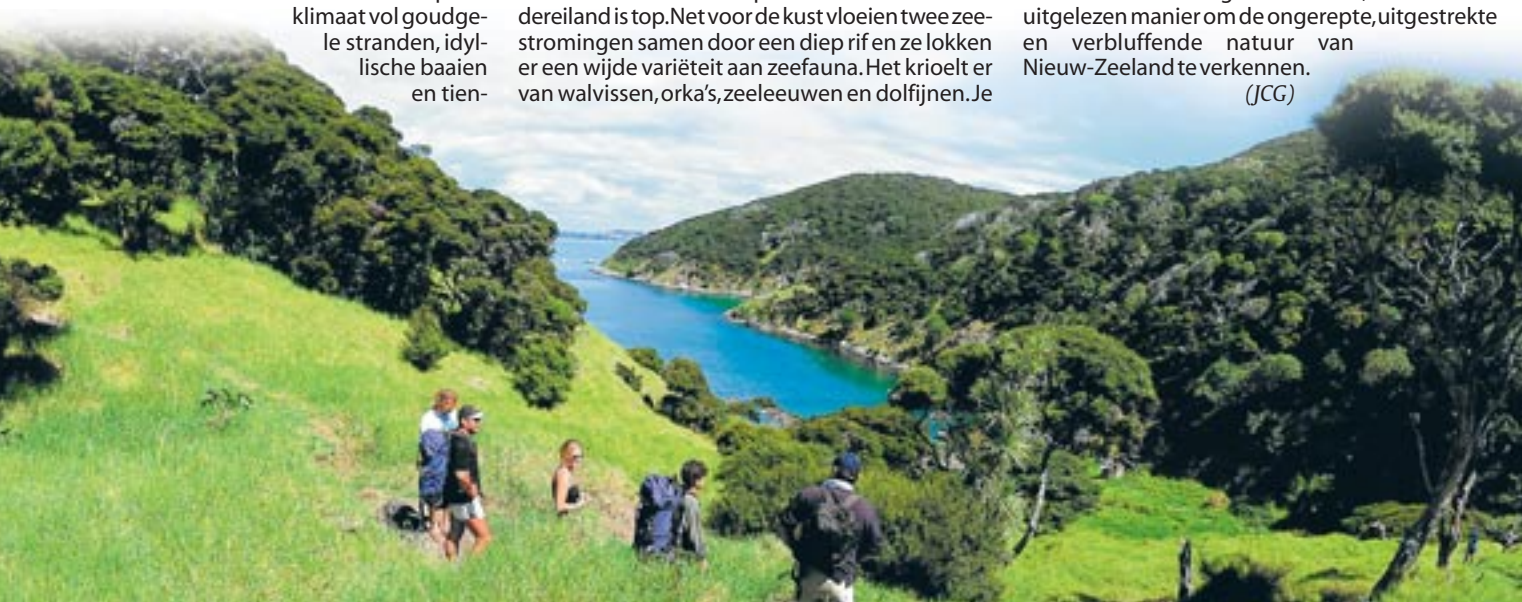 klimaat vol goudge-
le stranden, idyl-
lische baaien
en tien-
dereiland is top. Net voor de kust vloeien twee zee-
stromingen samen door een diep rif en ze lokken
er een wijde variëteit aan zeefauna. Het krioelt er
van walvissen, orka's, zeeleeuwen en dolfijnen. Je
uitgelezen manier om de ongerepte, uitgestrekte
en verbluffende natuur van
Nieuw-Zeeland te verkennen.
(JCG)